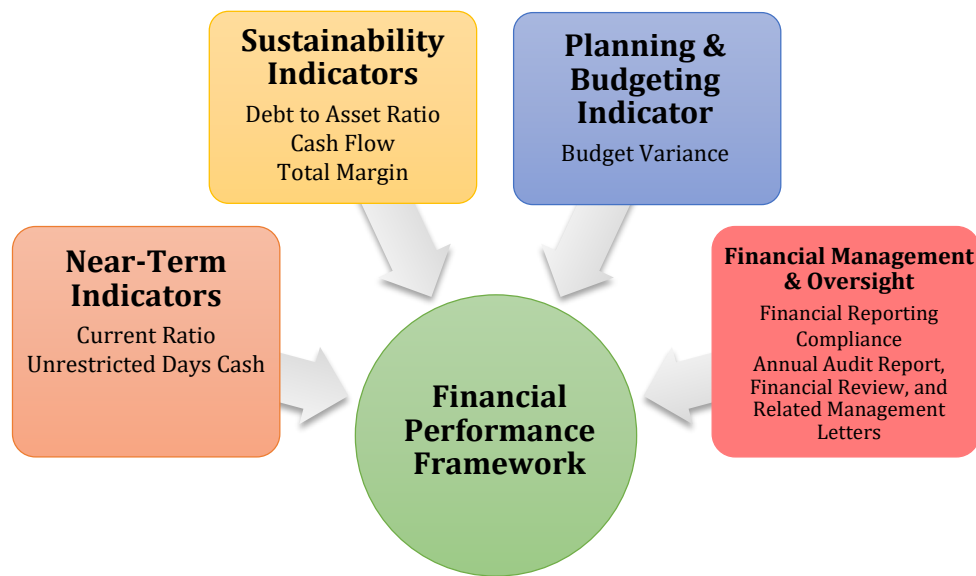 Sustainability
Indicators
Debt to Asset Ratio
Cash Flow
Total Margin
Planning &
Budgeting
Indicator
Budget Variance
Near-Term
Indicators
Current Ratio
Unrestricted Days Cash
Financial Management
& Oversight
Financial Reporting
Compliance
Annual Audit Report,
Financial Review, and
Related Management
Letters
Financial
Performance
Framework